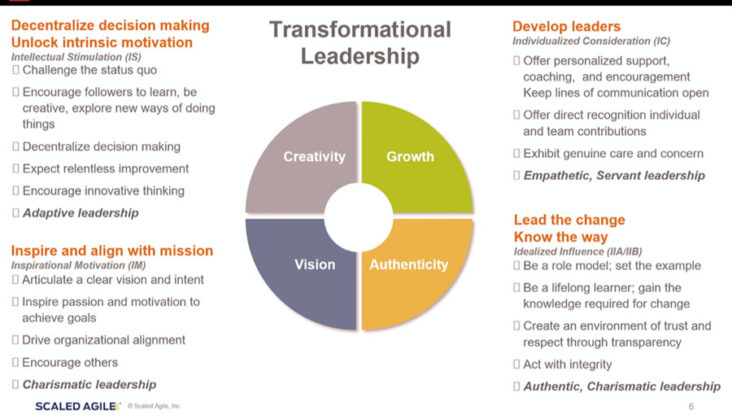 Transformational
Leadership
Decentralize decision making
Unlock intrinsic motivation
Intellectual Stimulation (IS)
Challenge the status quo
Encourage followers to learn, be
creative, explore new ways of doing
things
Decentralize decision making
Expect relentless improvement
Encourage innovative thinking
Adaptive leadership
Inspire and align with mission
Inspirational Motivation (IM)
Articulate a clear vision and intent
Inspire passion and motivation to
achieve goals
Drive organizational alignment
Encourage others
Charismatic leadership
Creativity
Growth
Vision
Authenticity
Develop leaders
Individualized Consideration (IC)
Offer personalized support,
coaching, and encouragement
Keep lines of communication open
Offer direct recognition individual
and team contributions
Exhibit genuine care and concern
Empathetic, Servant leadership
Lead the change
Know the way
Idealized Influence (IIA/IIB)
Be a role model; set the example
Be a lifelong learner; gain the
knowledge required for change
Create an environment of trust and
respect through transparency
Act with integrity
Authentic, Charismatic leadership
SCALED AGILE
© Scaled Agile, Inc.
6